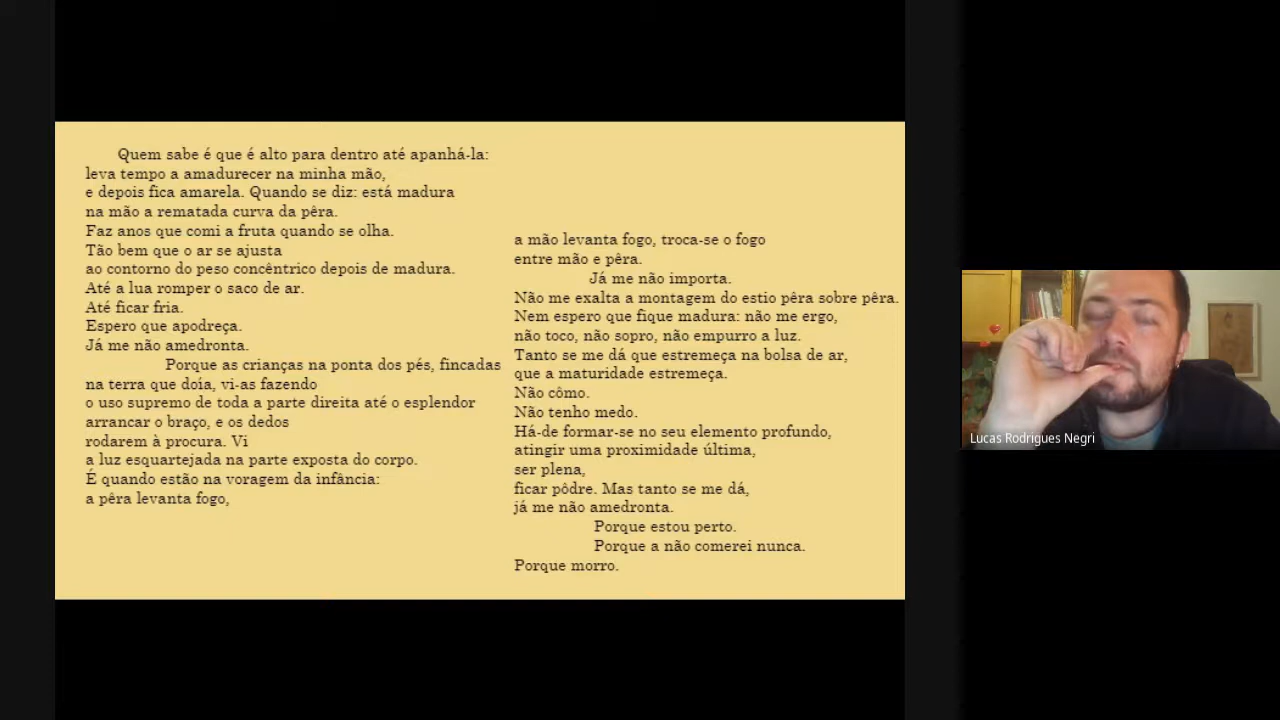 Quem sabe é que é alto para dentro até apanhá-la:
leva tempo a amadurecer na minha mão,
e depois fica amarela. Quando se diz: está madura
na mão a rematada curva da pêra.
Faz anos que comi a fruta quando se olha.
Tão bem que o ar se ajusta
ao contorno do peso concêntrico depois de madura.
Até a lua romper o saco de ar.
Até ficar fria.
Espero que apodreça.
Já me não amedronta.
Porque as crianças na ponta dos pés, fincadas
na terra que doía, vi-as fazendo
o uso supremo de toda a parte direita até o esplendor
arrancar o braço, e os dedos
rodarem à procura. Vi
a luz esquartejada na parte exposta do corpo.
É quando estão na voragem da infância:
a pêra levanta fogo,
a mão levanta fogo, troca-se o fogo
entre mão e pêra.
Já me não importa.
Não me exalta a montagem do estio pêra sobre pêra.
Nem espero que fique madura: não me ergo,
não toco, não sopro, não empurro a luz.
Tanto se me dá que estremeça na bolsa de ar,
que a maturidade estremeça.
Não cômo.
Não tenho medo.
Há-de formar-se no seu elemento profundo,
atingir uma proximidade última,
ser plena,
ficar pôdre. Mas tanto se me dá,
já me não amedronta.
Porque estou perto.
Porque a não comerei nunca.
Porque morro.
Lucas Rodrigues Negri